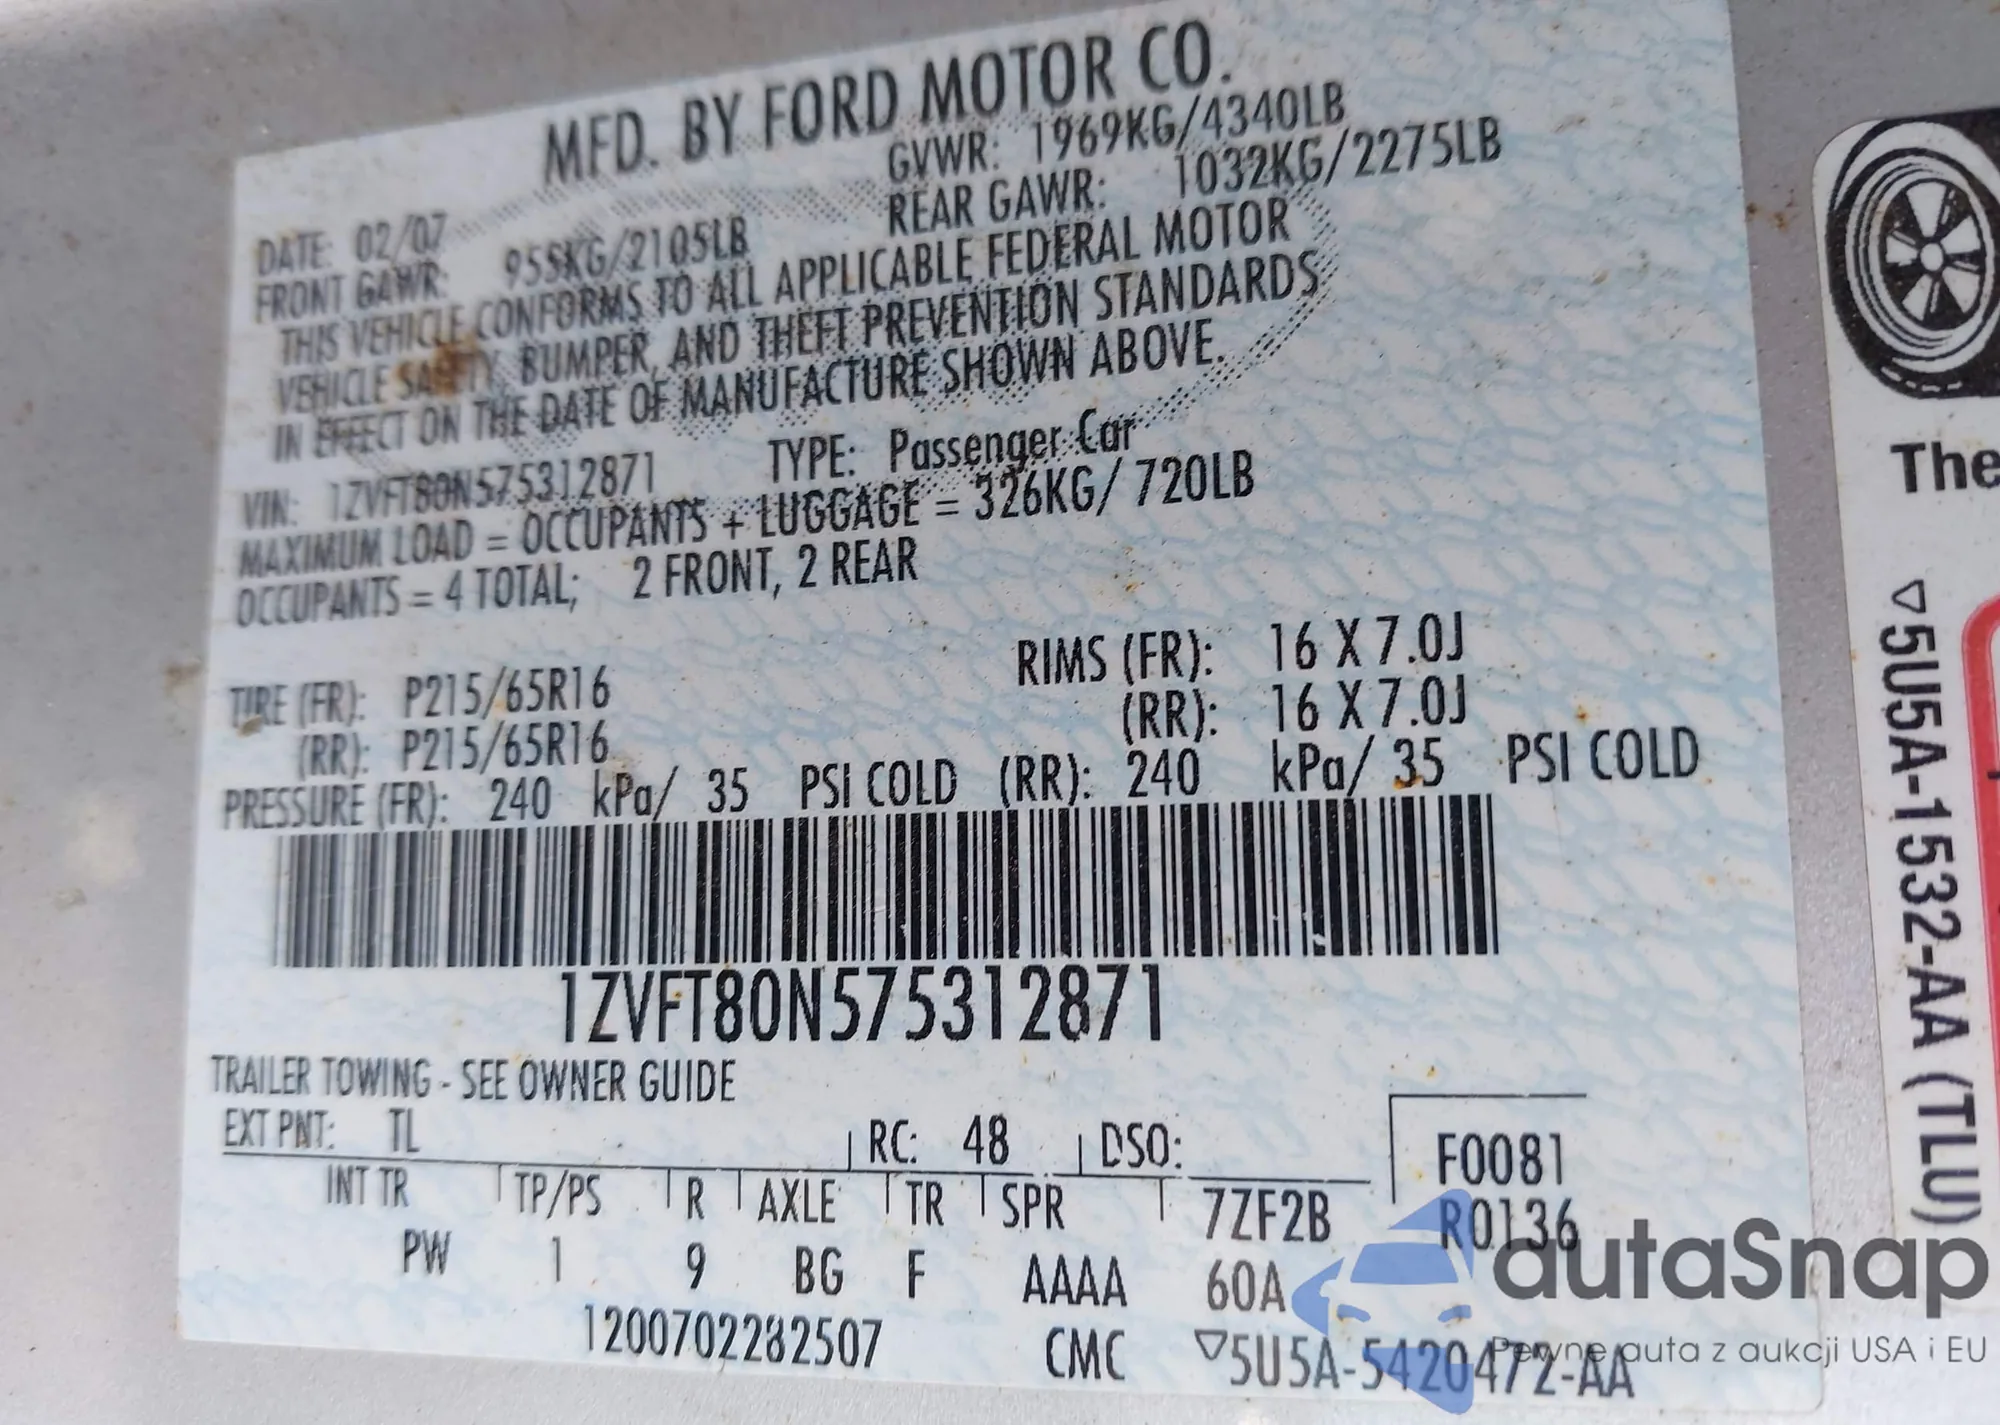 MFD. BY FORD MOTOR CO.
DATE: 02/07 GVWR: 1969KG/4340LB
FRONT GAWR: 955KG/2105LB REAR GAWR: 1032KG/2275LB
THIS VEHICLE CONFORMS TO ALL APPLICABLE FEDERAL MOTOR
VEHICLE SAFETY, BUMPER, AND THEFT PREVENTION STANDARDS
IN EFFECT ON THE DATE OF MANUFACTURE SHOWN ABOVE.
VIN: 1ZVFT80N575312871 TYPE: Passenger Car
MAXIMUM LOAD = OCCUPANTS + LUGGAGE = 326KG/ 720LB
OCCUPANTS = 4 TOTAL; 2 FRONT, 2 REAR
TIRE (FR): P215/65R16 RIMS (FR): 16 X 7.0J
(RR): P215/65R16 (RR): 16 X 7.0J
PRESSURE (FR): 240 kPa/ 35 PSI COLD (RR): 240 kPa/ 35 PSI COLD
1ZVFT80N575312871
TRAILER TOWING - SEE OWNER GUIDE
EXT PNT: TL RC: 48 DSO: F0081
INT TR TP/PS R AXLE TR SPR 7ZF2B R0136
PW 1 9 BG F AAAA 60A
1200702282507 CMC ▽5U5A-5420472-AA
The
▽5U5A-1532-AA (TLU)
autaSnap
Pewne auta z aukcji USA i EU